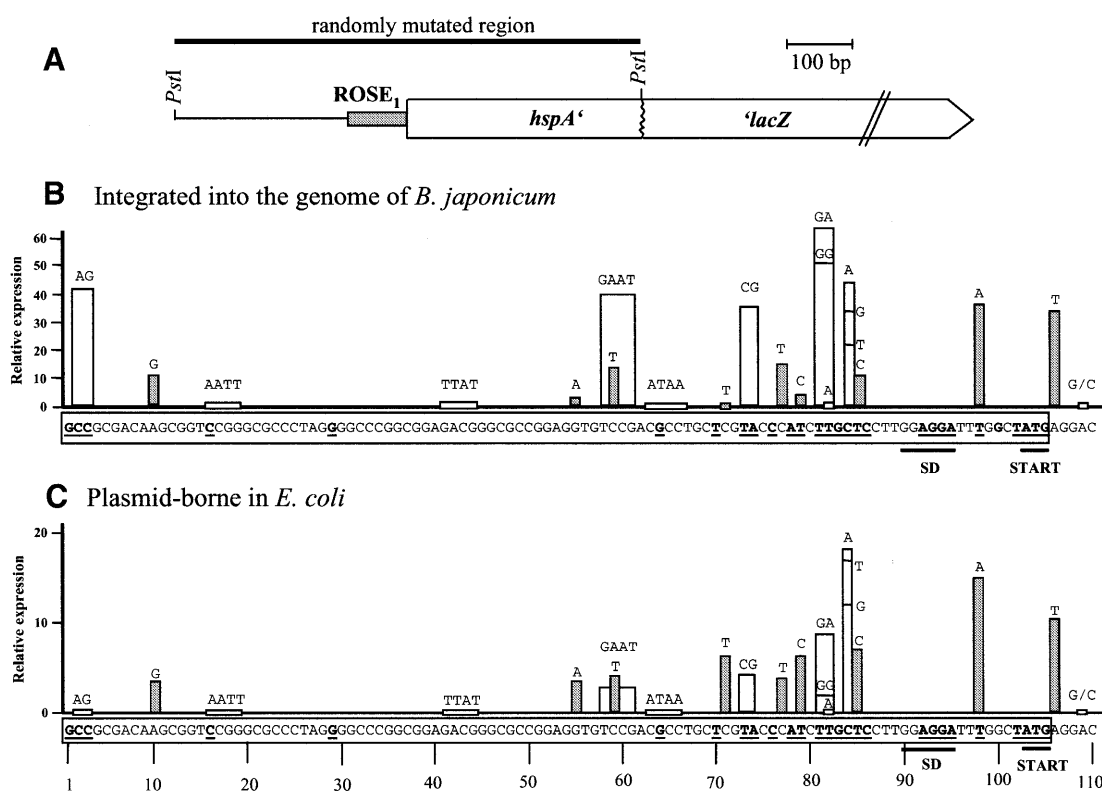 randomly mutated region
A
PstI
PstI
100 bp
ROSE1
hspA‘
‘lacZ
B Integrated into the genome of B. japonicum
Relative expression
60
50
40
30
20
10
0
AG
G
AATT
TTAT
A
GAAT
T
ATAA
T
CG
T
C
GA
GG
A
A
G
T
C
A
T
G/C
GCCGCGACAAGCGGTCCGGGCGCCCTAGGGGCCCGGCGGAGACGGGCGCCGGAGGTGTCCGACGCCTGCTCGTACCCATCTTGCTCCTTGGAGGATTTGGCTATGAGGAC
SD START
C Plasmid-borne in E. coli
Relative expression
20
10
0
AG
G
AATT
TTAT
A
GAAT
T
ATAA
T
CG
T
C
GA
GG
A
A
T
G
C
A
T
G/C
GCCGCGACAAGCGGTCCGGGCGCCCTAGGGGCCCGGCGGAGACGGGCGCCGGAGGTGTCCGACGCCTGCTCGTACCCATCTTGCTCCTTGGAGGATTTGGCTATGAGGAC
SD START
1 10 20 30 40 50 60 70 80 90 100 110